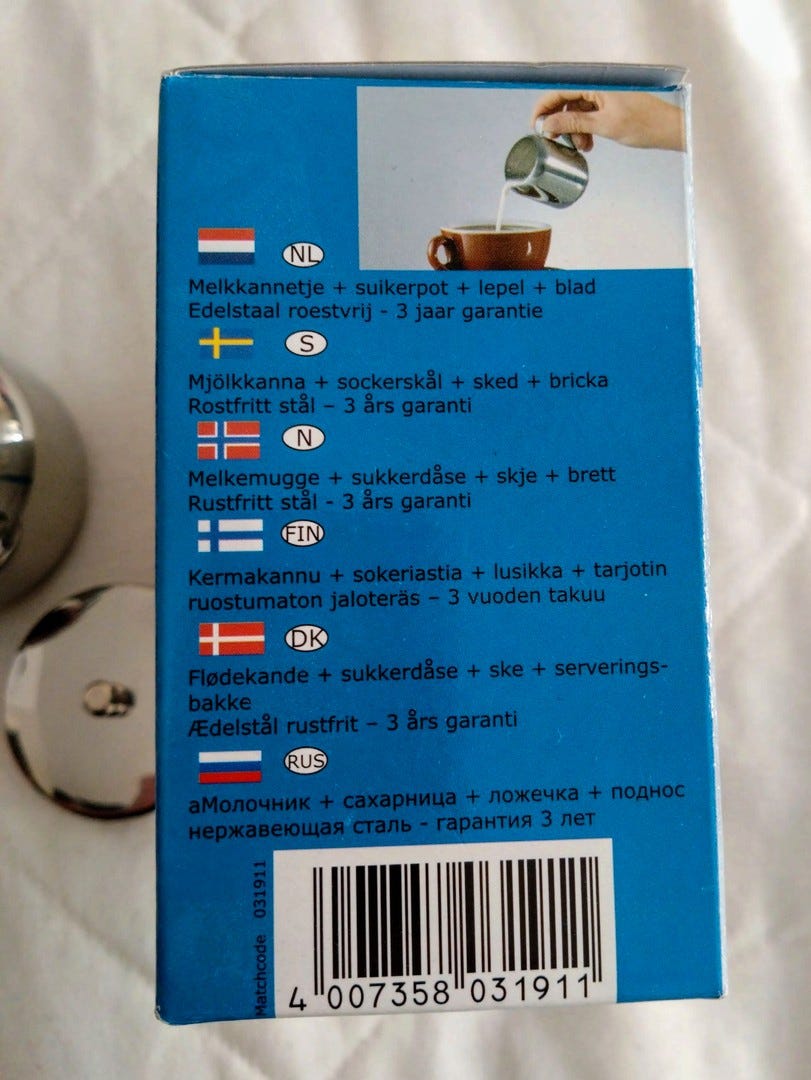 NL
Melkkannetje + suikerpot + lepel + blad
Edelstaal roestvrij - 3 jaar garantie
S
Mjölkkanna + sockerskål + sked + bricka
Rostfritt stål – 3 års garanti
N
Melkemugge + sukkerdåse + skje + brett
Rustfritt stål - 3 års garanti
FIN
Kermakannu + sokeriastia + lusikka + tarjotin
ruostumaton jaloteräs – 3 vuoden takuu
DK
Flødekande + sukkerdåse + ske + serverings-
bakke
Ædelstål rustfrit – 3 års garanti
RUS
аМолочник + сахарница + ложечка + поднос
нержавеющая сталь - гарантия 3 лет
Matchcode 031911
4 007358 031911